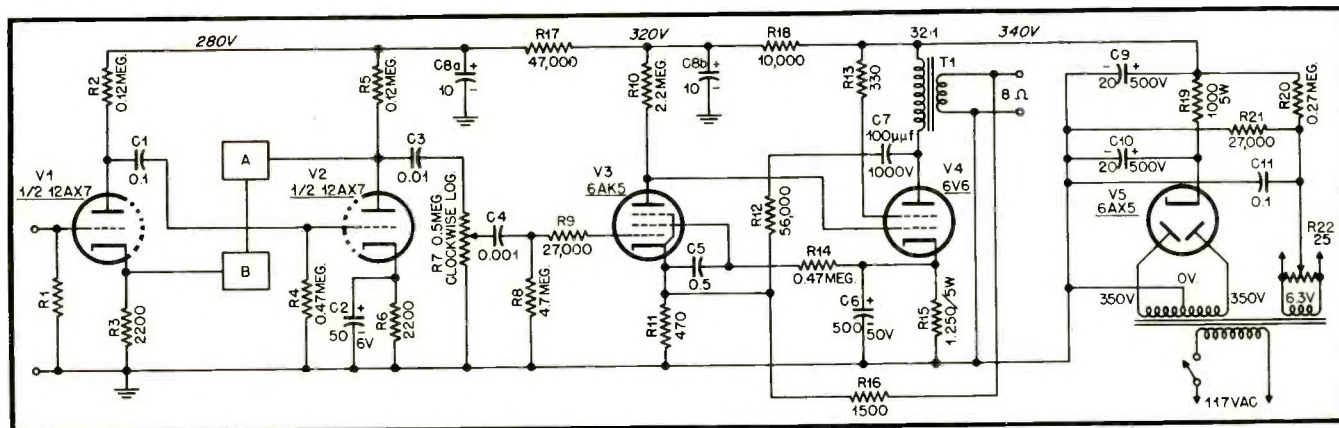 280V
R17
47,000
320V
R18
10,000
32:1
340V
R2
0.12MEG.
R5
0.12MEG.
C8a
10
R10
2.2MEG.
C8b
10
R13
330
T1
8 Ω
C9
20 500V
R19
1000
5W
R20
0.27MEG.
R21
27,000
C1
0.1
A
C3
0.01
C7
100µµf
1000V
C10
20 500V
C11
0.1
V1
1/2 12AX7
V2
1/2 12AX7
V3
6AK5
V4
6V6
V5
6AX5
B
R7 0.5MEG.
CLOCKWISE LOG.
C4
0.001
R9
27,000
R12
56,000
R22
25
R1
R3
2200
R4
0.47MEG.
C2
50 6V
R6
2200
R8
4.7MEG.
C5
0.5
R14
0.47MEG.
R11
470
C6
500 50V
R15
1,250/5W
350V
0V.
350V
6.3V
R16
1500
117VAC